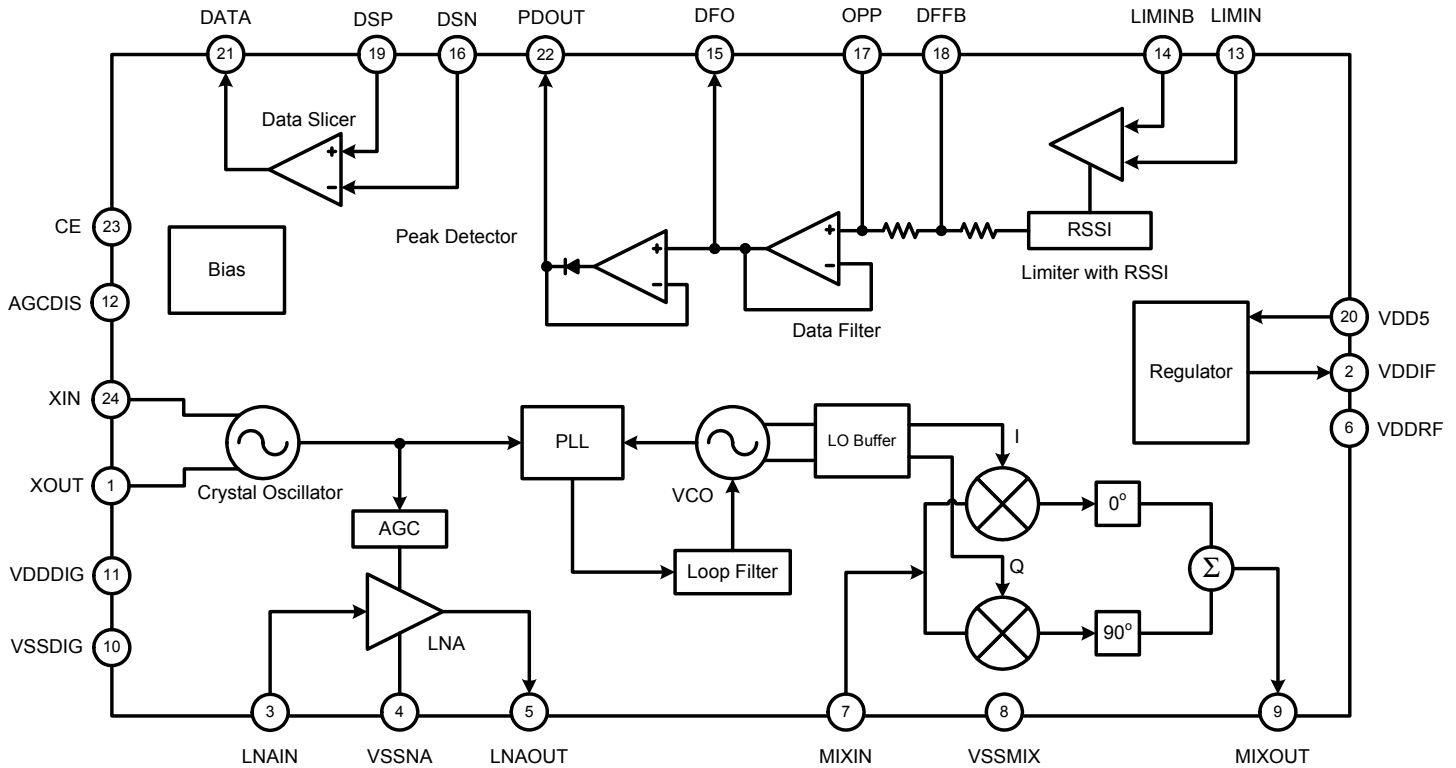 DATA DSP DSN PDOUT DFO OPP DFFB LIMINB LIMIN
21 19 16 22 15 17 18 14 13
Data Slicer
+
−
CE 23
Bias
Peak Detector
+
−
+
−
RSSI
Limiter with RSSI
AGCDIS 12
Data Filter
20 VDD5
Regulator
2 VDDIF
6 VDDRF
XIN 24
PLL
LO Buffer
I
XOUT 1
Crystal Oscillator
VCO
0°
AGC
Loop Filter
Q
Σ
VDDDIG 11
LNA
90°
VSSDIG 10
3 4 5 7 8 9
LNAIN VSSNA LNAOUT MIXIN VSSMIX MIXOUT